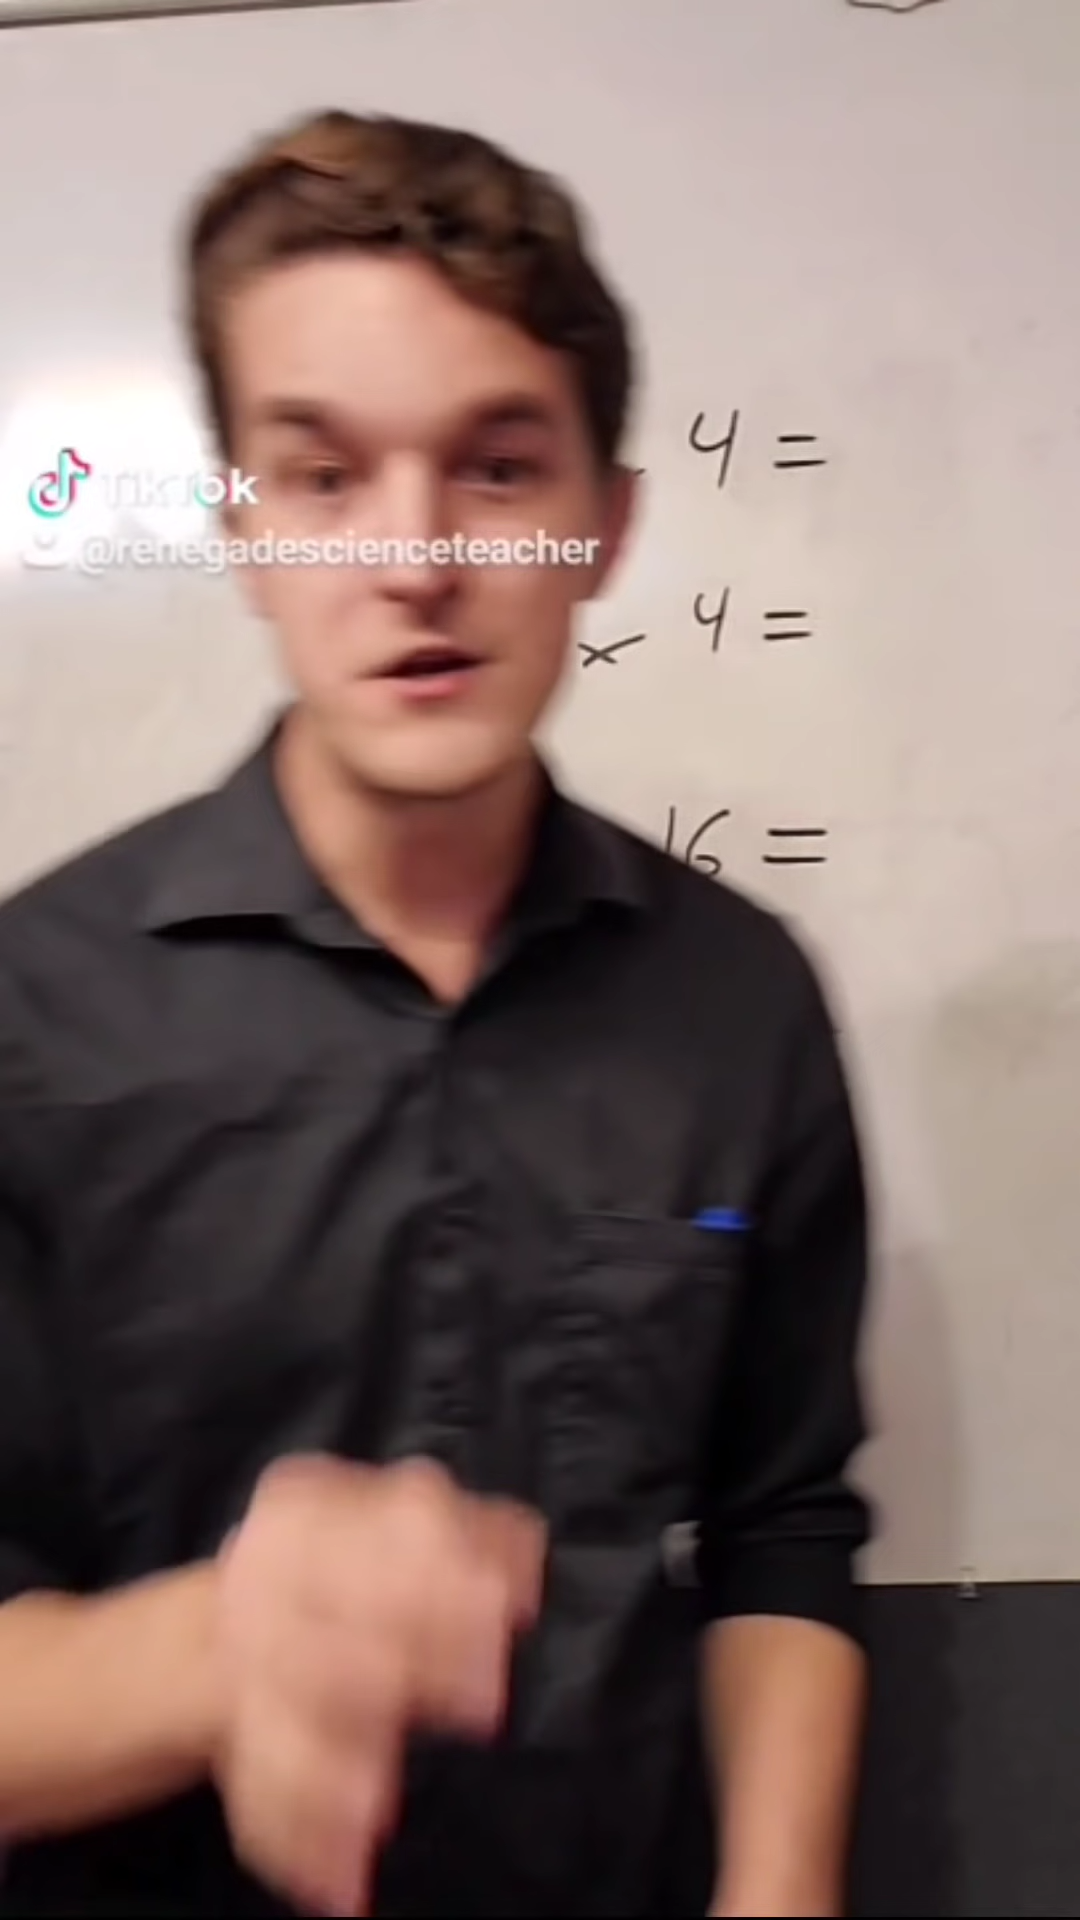 4 =
TikTok
@renegadescienceteacher
× 4 =
16 =